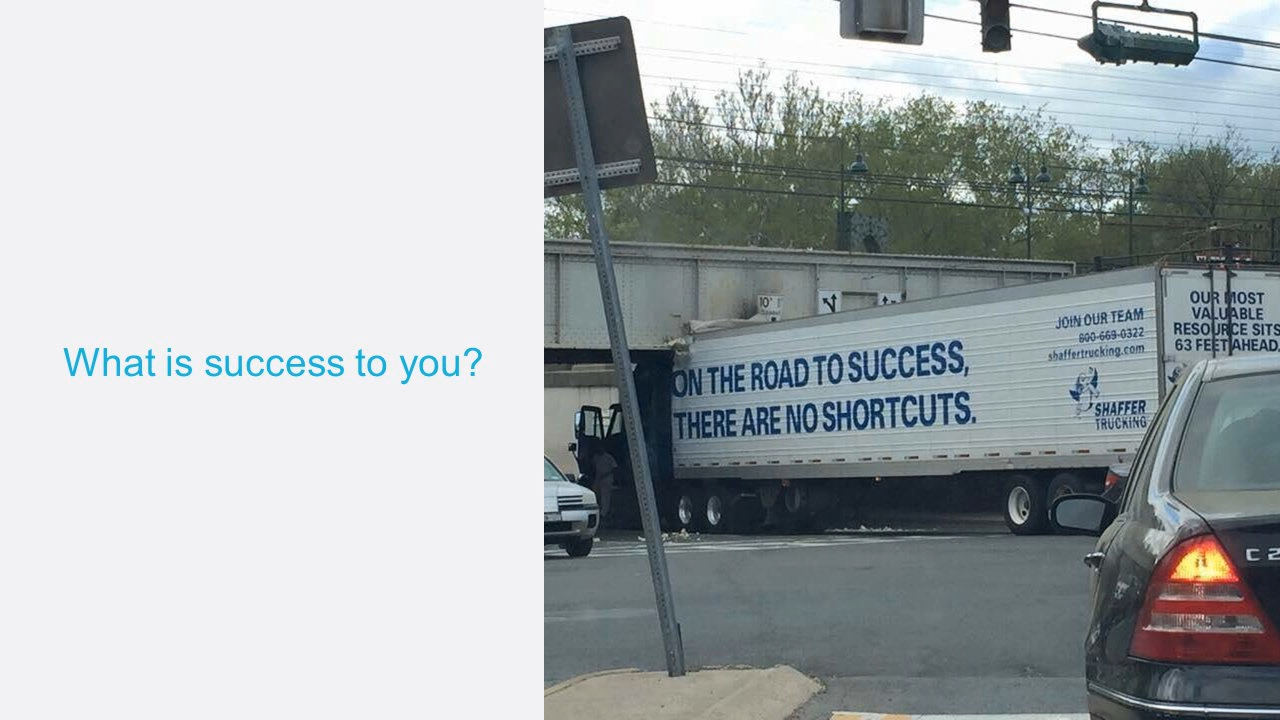 What is success to you?
10'
ON THE ROAD TO SUCCESS,
THERE ARE NO SHORTCUTS.
JOIN OUR TEAM
800-669-0322
shaffertrucking.com
SHAFFER
TRUCKING
OUR MOST
VALUABLE
RESOURCE SITS
63 FEET AHEAD.
C 2